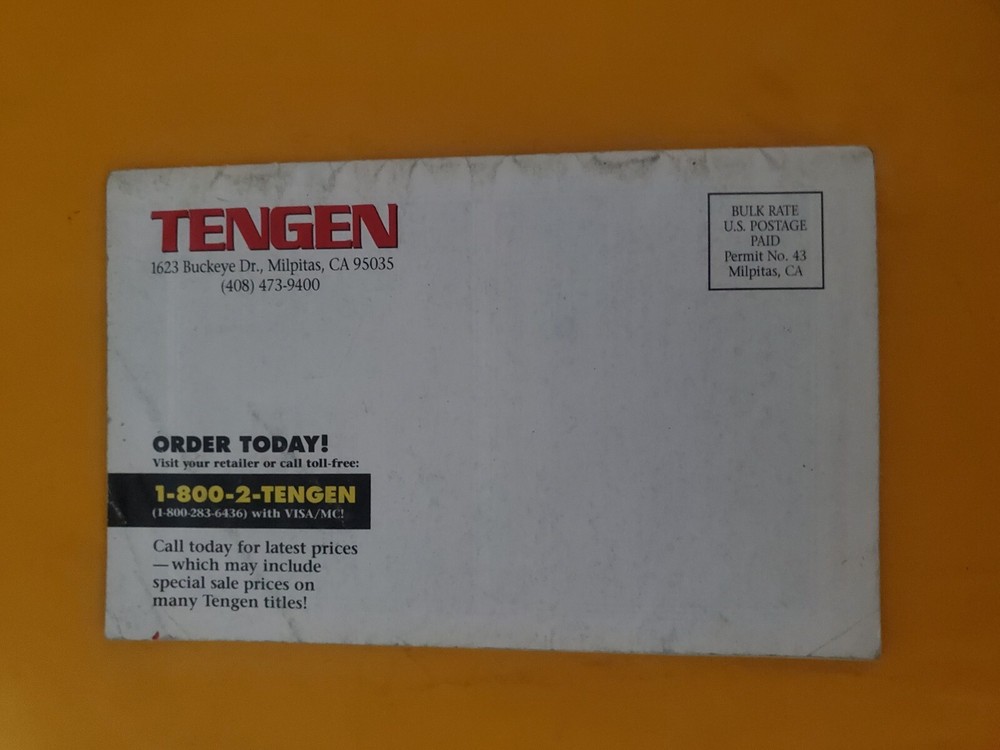 TENGEN
1623 Buckeye Dr., Milpitas, CA 95035
(408) 473-9400
BULK RATE
U.S. POSTAGE
PAID
Permit No. 43
Milpitas, CA
ORDER TODAY!
Visit your retailer or call toll-free:
1-800-2-TENGEN
(1-800-283-6436) with VISA/MC!
Call today for latest prices
— which may include
special sale prices on
many Tengen titles!